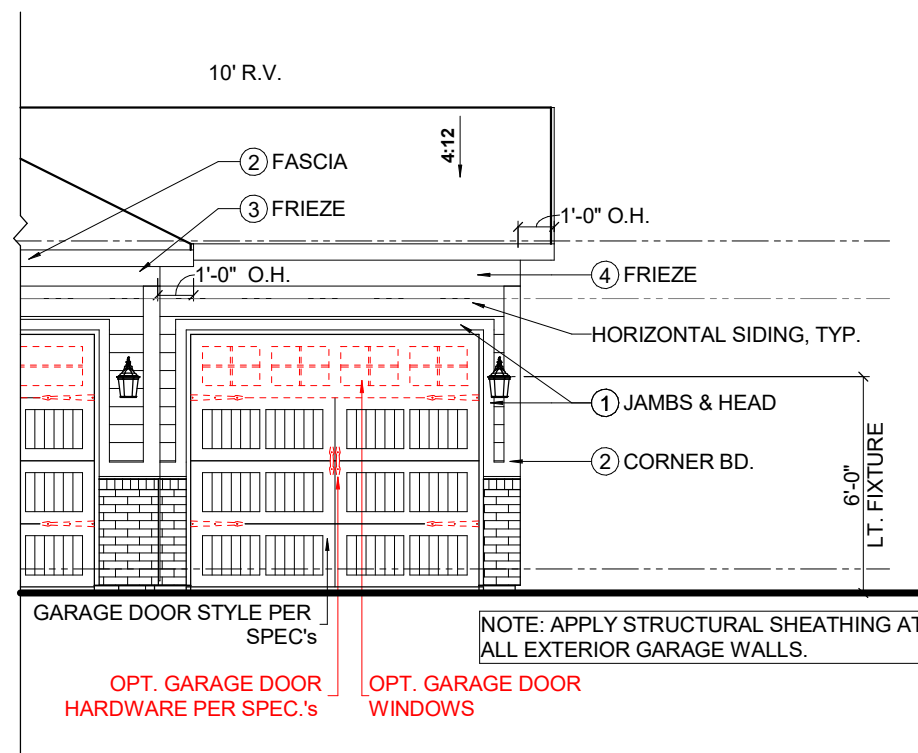 10' R.V.
4:12
2 FASCIA
3 FRIEZE
1'-0" O.H.
1'-0" O.H.
4 FRIEZE
HORIZONTAL SIDING, TYP.
1 JAMBS & HEAD
2 CORNER BD.
6'-0"
LT. FIXTURE
GARAGE DOOR STYLE PER
SPEC's
NOTE: APPLY STRUCTURAL SHEATHING AT
ALL EXTERIOR GARAGE WALLS.
OPT. GARAGE DOOR
HARDWARE PER SPEC.'s
OPT. GARAGE DOOR
WINDOWS